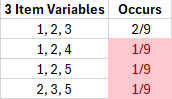 3 Item Variables Occurs
1, 2, 3 2/9
1, 2, 4 1/9
1, 2, 5 1/9
2, 3, 5 1/9